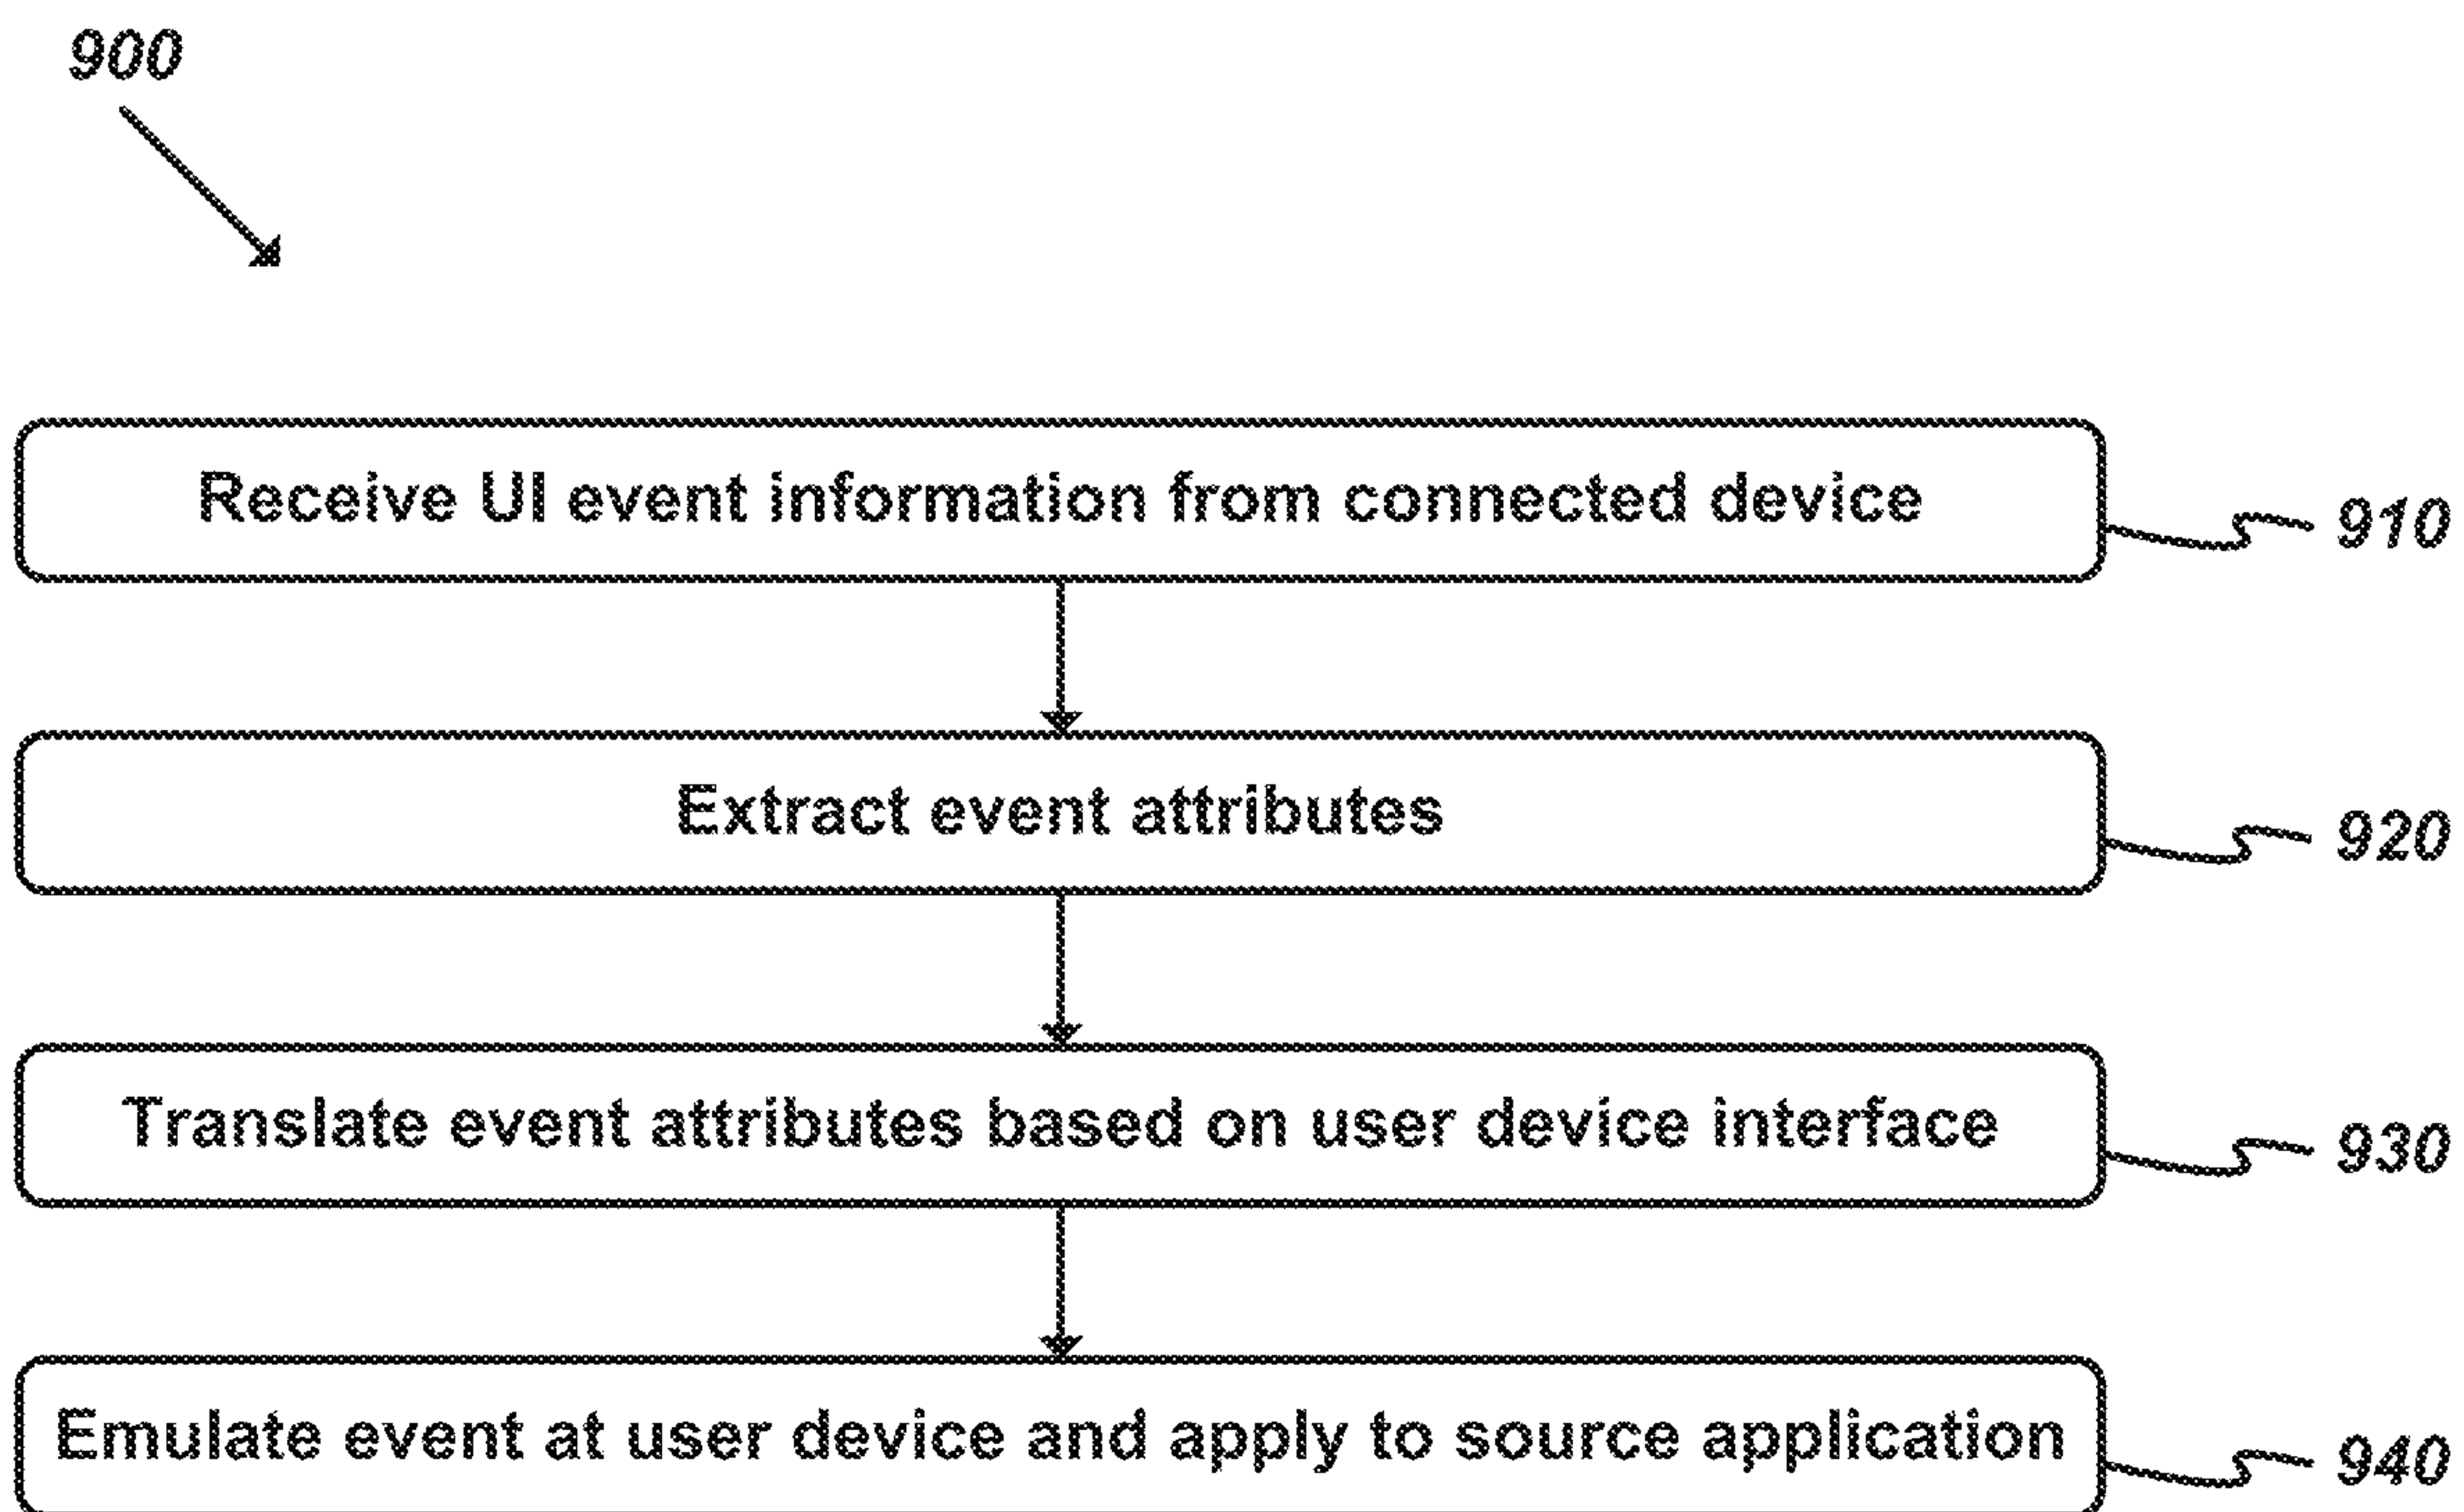 900
Receive UI event information from connected device
910
Extract event attributes
920
Translate event attributes based on user device interface
930
Emulate event at user device and apply to source application
940